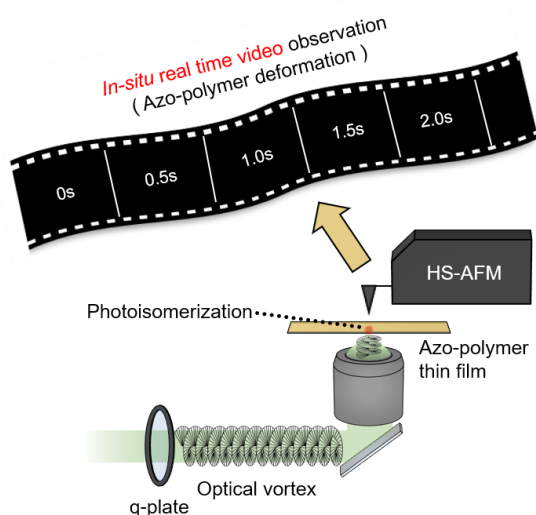 In-situ real time video observation
( Azo-polymer deformation )
0s
0.5s
1.0s
1.5s
2.0s
HS-AFM
Photoisomerization
Azo-polymer
thin film
Optical vortex
q-plate